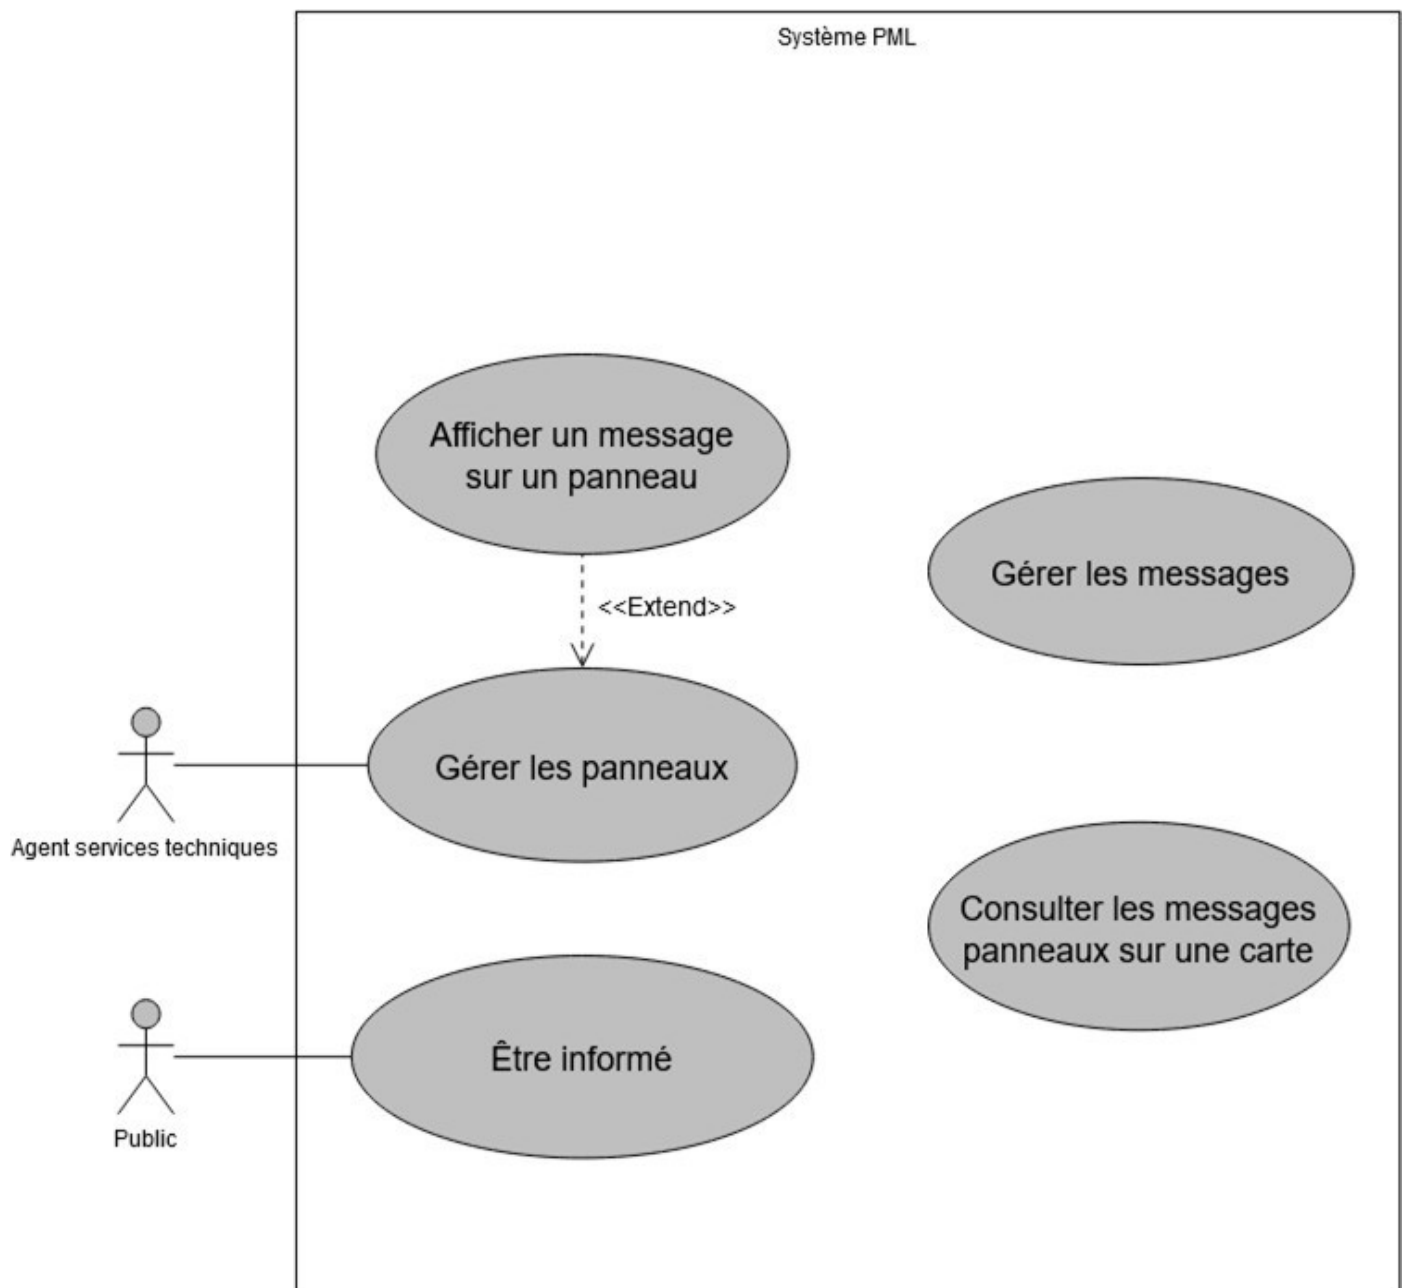 Système PML
Afficher un message
sur un panneau
Gérer les messages
<<Extend>>
Gérer les panneaux
Agent services techniques
Consulter les messages
panneaux sur une carte
Être informé
Public